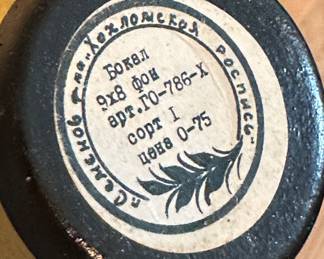 "Семенов ф-ка "Хохломская роспись"
Бокал
9х8 фон
арт.ГО-786-Х
сорт I
цена 0-75